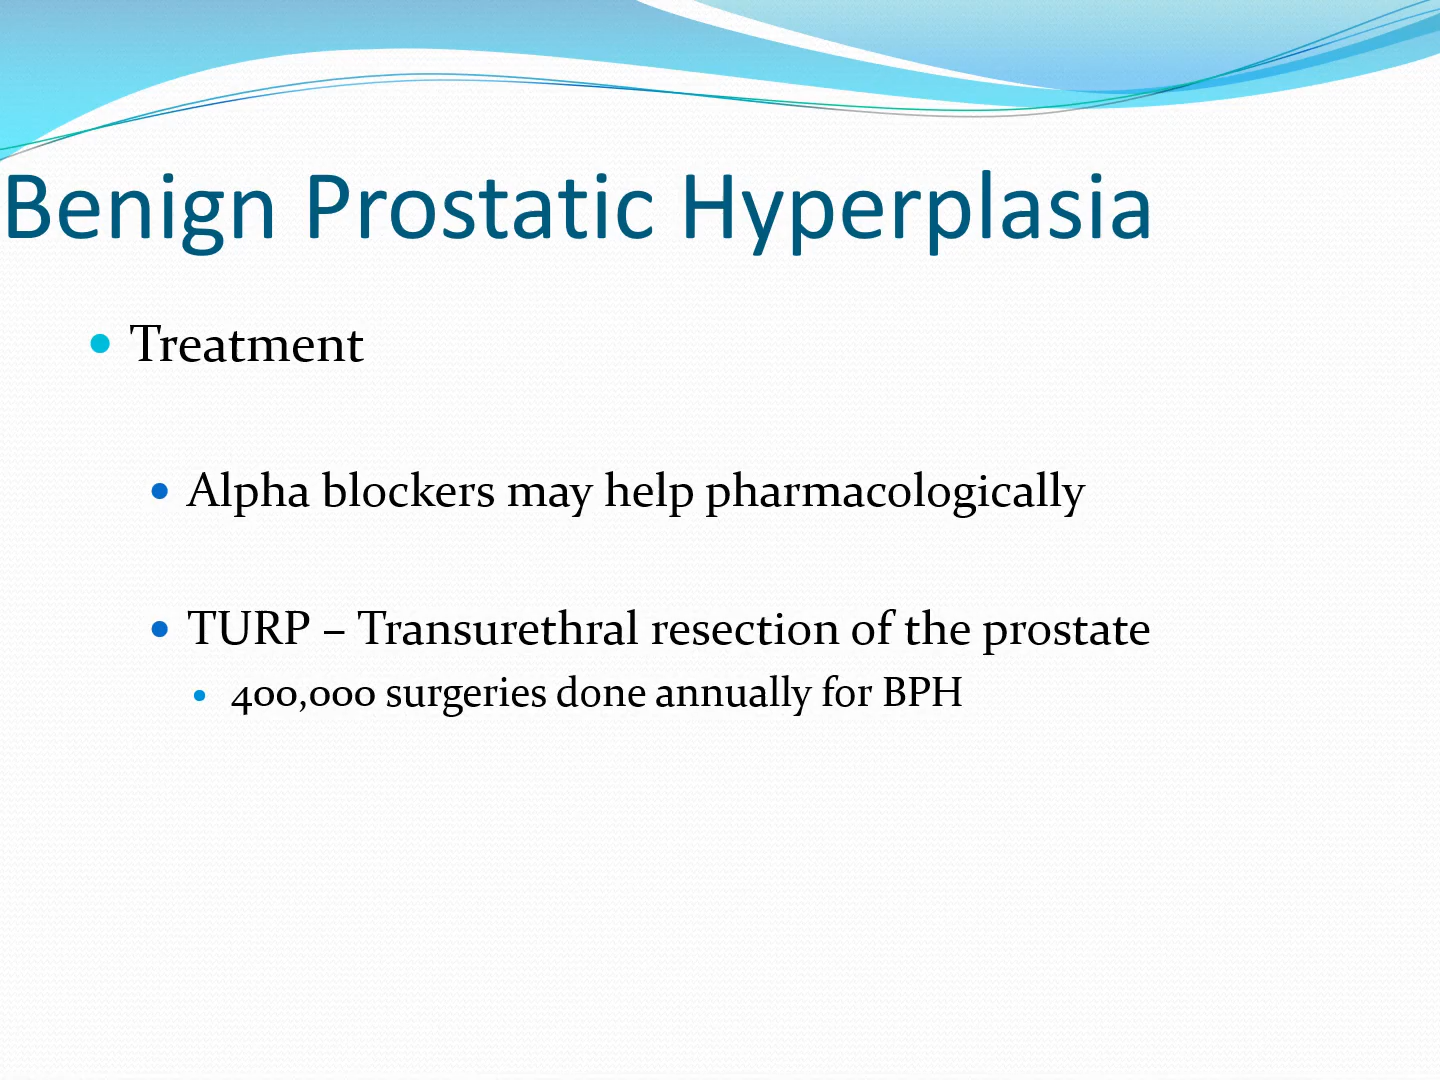 Benign Prostatic Hyperplasia
• Treatment
• Alpha blockers may help pharmacologically
• TURP – Transurethral resection of the prostate
• 400,000 surgeries done annually for BPH